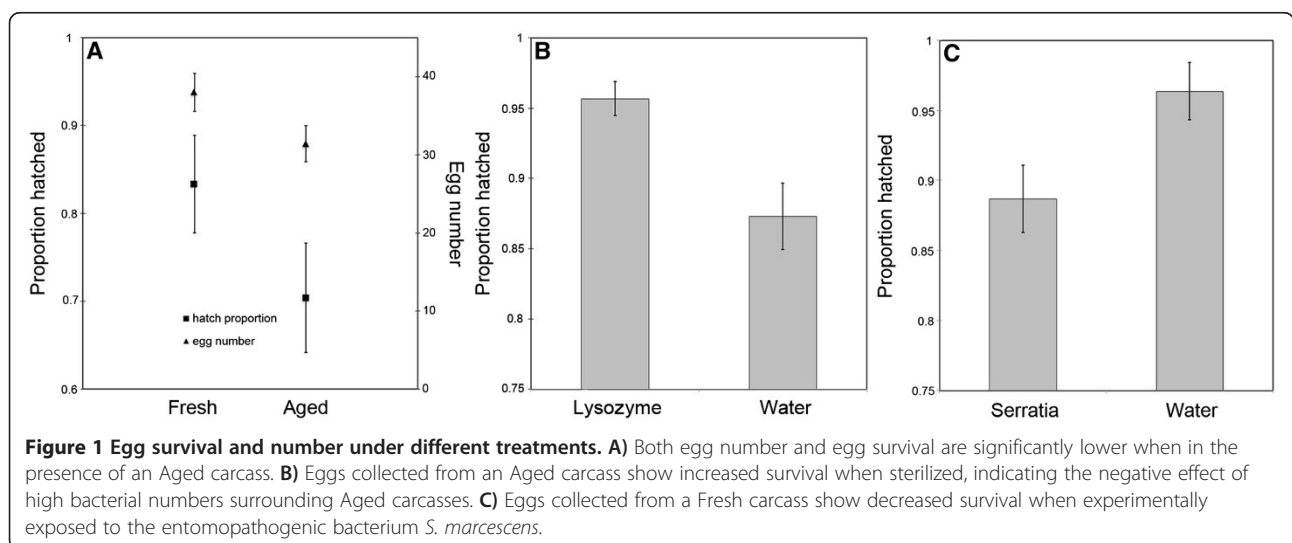 A
1
0.9
0.8
0.7
0.6
Proportion hatched
40
30
20
10
0
Egg number
hatch proportion
egg number
Fresh Aged
B
1
0.95
0.9
0.85
0.8
0.75
Proportion hatched
Lysozyme Water
C
1
0.95
0.9
0.85
0.8
0.75
Proportion hatched
Serratia Water
Figure 1 Egg survival and number under different treatments. A) Both egg number and egg survival are significantly lower when in the
presence of an Aged carcass. B) Eggs collected from an Aged carcass show increased survival when sterilized, indicating the negative effect of
high bacterial numbers surrounding Aged carcasses. C) Eggs collected from a Fresh carcass show decreased survival when experimentally
exposed to the entomopathogenic bacterium S. marcescens.